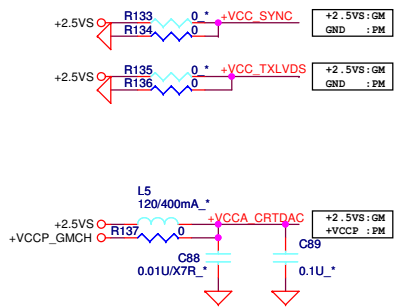 R133 0_* +VCC_SYNC
+2.5VS
R134 0
+2.5VS:GM
GND :PM
R135 0_* +VCC_TXLVDS
+2.5VS
R136 0
+2.5VS:GM
GND :PM
L5
120/400mA_*
+2.5VS +VCCA_CRTDAC
+VCCP_GMCH R137 0
+2.5VS:GM
+VCCP :PM
C88
0.01U/X7R_*
C89
0.1U_*